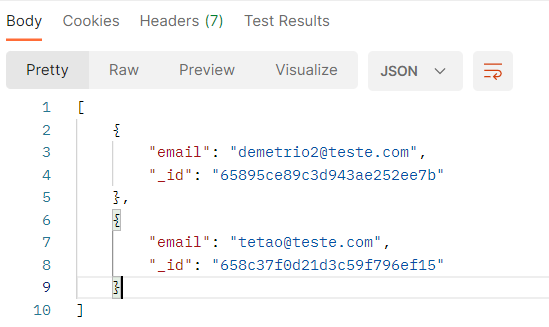 Body Cookies Headers (7) Test Results
Pretty Raw Preview Visualize JSON
1 [
2 {
3 "email": "demetrio2@teste.com",
4 "_id": "65895ce89c3d943ae252ee7b"
5 },
6 {
7 "email": "tetao@teste.com",
8 "_id": "658c37f0d21d3c59f796ef15"
9 }
10 ]